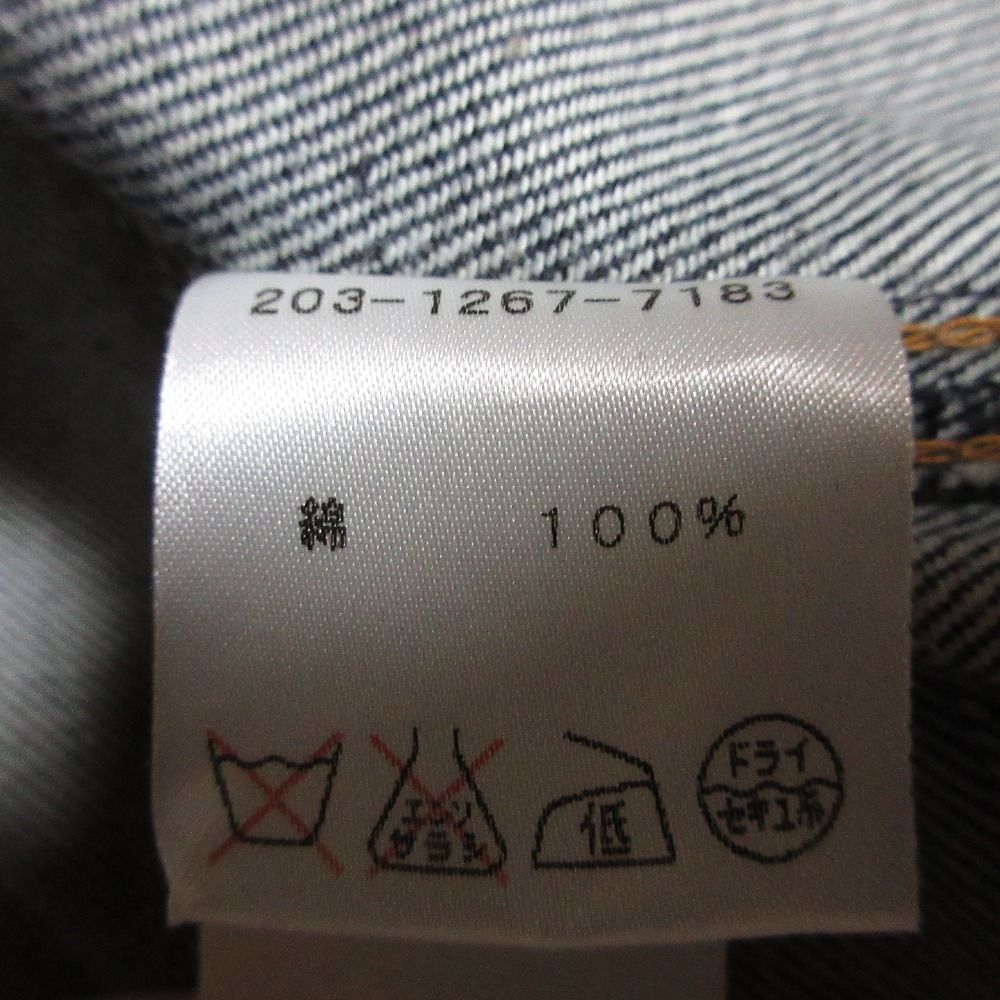 203-1267-7183
綿 100%
エンソ
サラシ
低
ドライ
セキユ系